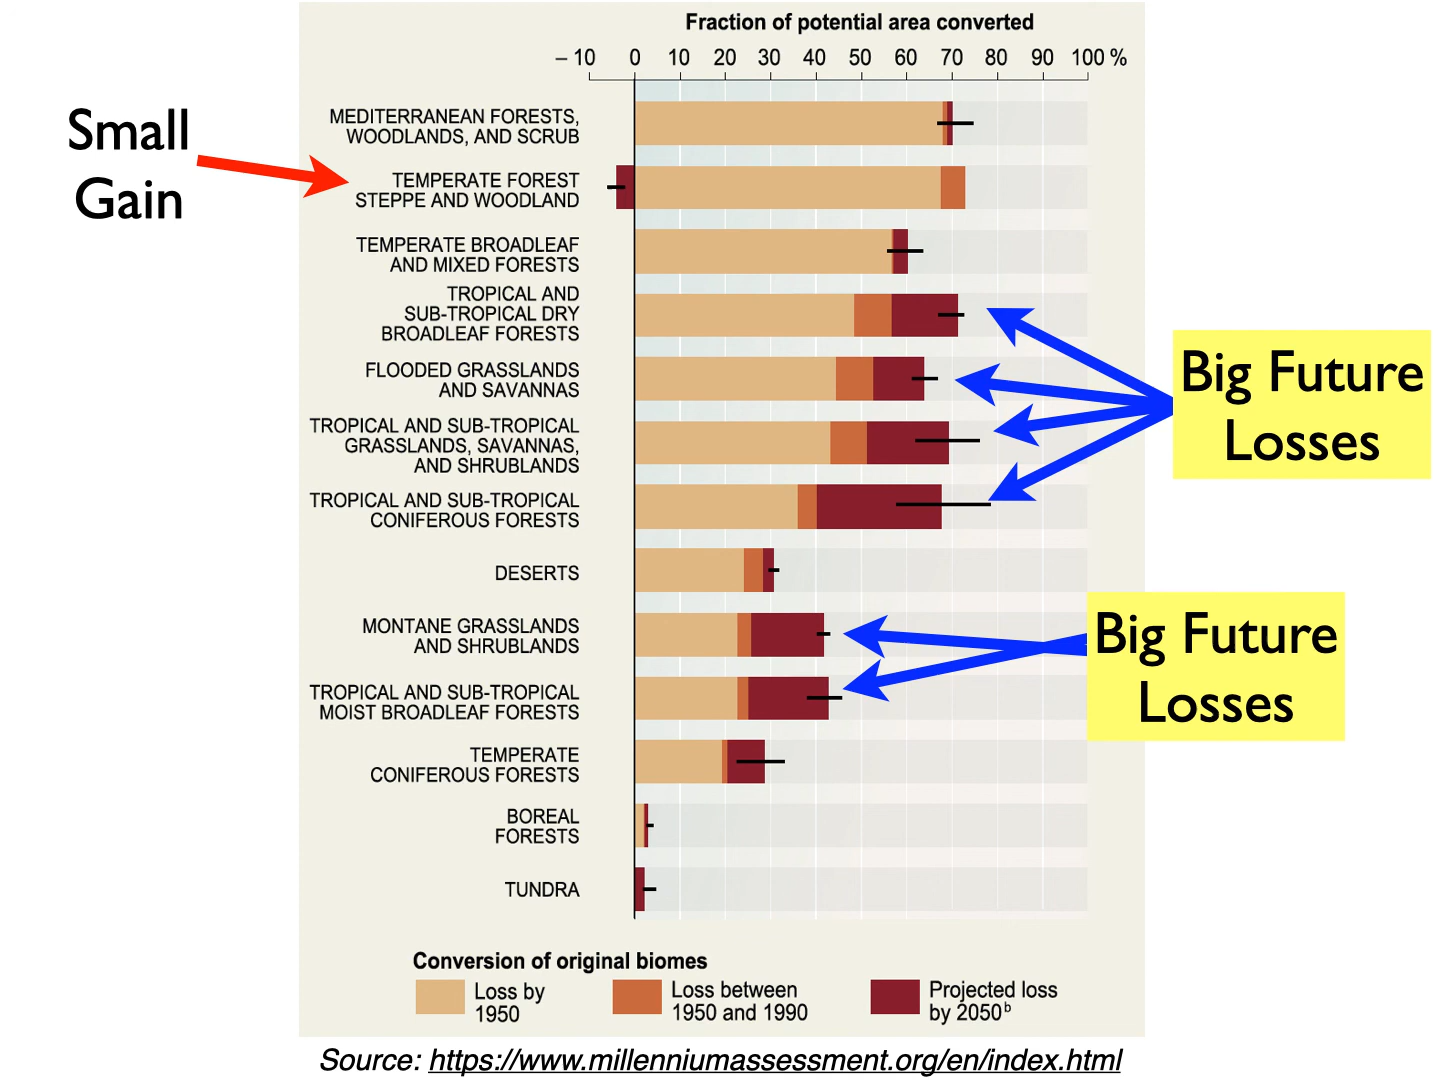 Fraction of potential area converted
– 10 0 10 20 30 40 50 60 70 80 90 100 %
Small
Gain
MEDITERRANEAN FORESTS,
WOODLANDS, AND SCRUB
TEMPERATE FOREST
STEPPE AND WOODLAND
TEMPERATE BROADLEAF
AND MIXED FORESTS
TROPICAL AND
SUB-TROPICAL DRY
BROADLEAF FORESTS
FLOODED GRASSLANDS
AND SAVANNAS
TROPICAL AND SUB-TROPICAL
GRASSLANDS, SAVANNAS,
AND SHRUBLANDS
TROPICAL AND SUB-TROPICAL
CONIFEROUS FORESTS
Big Future
Losses
DESERTS
MONTANE GRASSLANDS
AND SHRUBLANDS
TROPICAL AND SUB-TROPICAL
MOIST BROADLEAF FORESTS
Big Future
Losses
TEMPERATE
CONIFEROUS FORESTS
BOREAL
FORESTS
TUNDRA
Conversion of original biomes
Loss by
1950
Loss between
1950 and 1990
Projected loss
by 2050ᵇ
Source: https://www.millenniumassessment.org/en/index.html